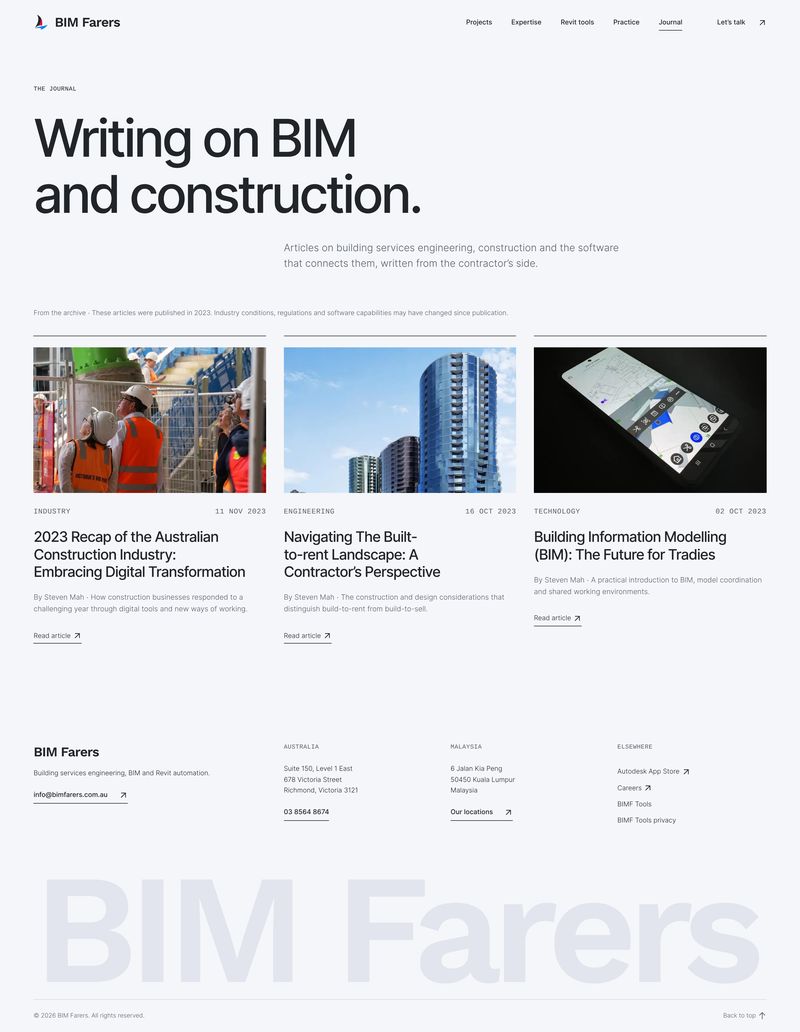 BIM Farers
Projects
Expertise
Revit tools
Practice
Journal
Let's talk
THE JOURNAL
Writing on BIM
and construction.
Articles on building services engineering, construction and the software
that connects them, written from the contractor's side.
From the archive · These articles were published in 2023. Industry conditions, regulations and software capabilities may have changed since publication.
INDUSTRY
11 NOV 2023
2023 Recap of the Australian
Construction Industry:
Embracing Digital Transformation
By Steven Mah · How construction businesses responded to a
challenging year through digital tools and new ways of working.
Read article
ENGINEERING
16 OCT 2023
Navigating The Built-
to-rent Landscape: A
Contractor's Perspective
By Steven Mah · The construction and design considerations that
distinguish build-to-rent from build-to-sell.
Read article
TECHNOLOGY
02 OCT 2023
Building Information Modelling
(BIM): The Future for Tradies
By Steven Mah · A practical introduction to BIM, model coordination
and shared working environments.
Read article
BIM Farers
Building services engineering, BIM and Revit automation.
info@bimfarers.com.au
AUSTRALIA
Suite 150, Level 1 East
678 Victoria Street
Richmond, Victoria 3121
03 8564 8674
MALAYSIA
6 Jalan Kia Peng
50450 Kuala Lumpur
Malaysia
Our locations
ELSEWHERE
Autodesk App Store
Careers
BIMF Tools
BIMF Tools privacy
BIM Farers
© 2026 BIM Farers. All rights reserved.
Back to top